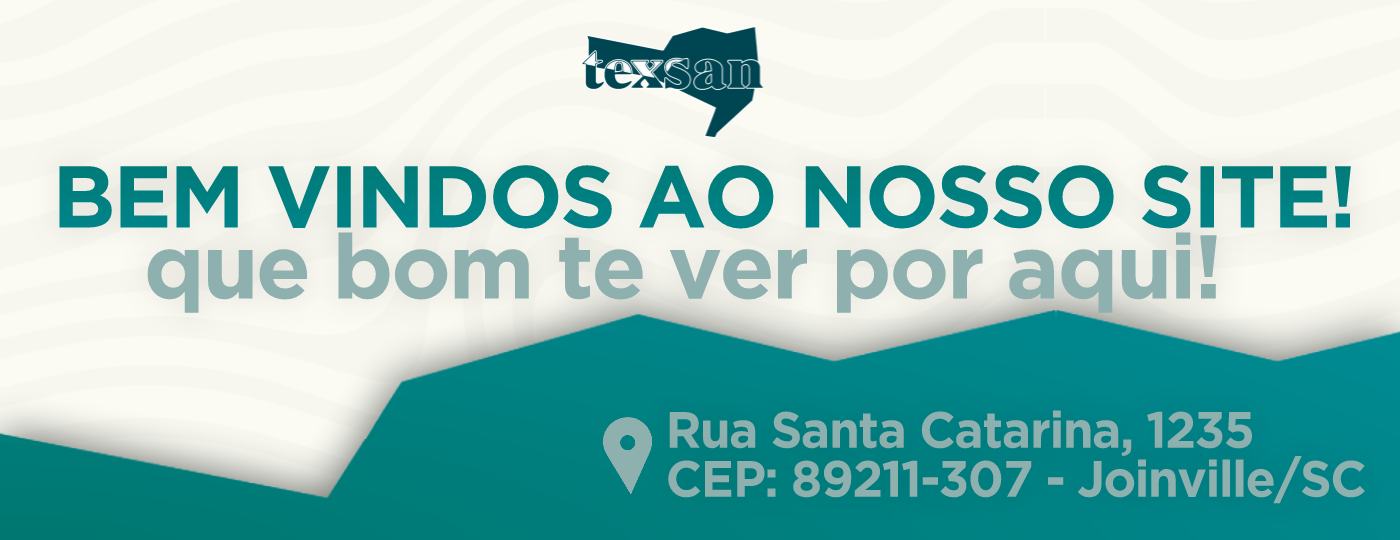 texsan
BEM VINDOS AO NOSSO SITE!
que bom te ver por aqui!
Rua Santa Catarina, 1235
CEP: 89211-307 - Joinville/SC